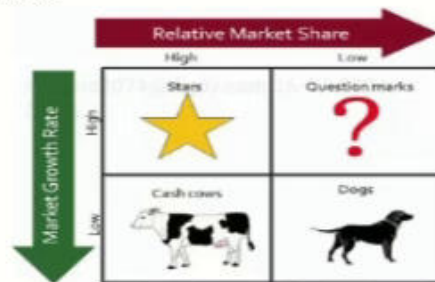 Relative Market Share
High Low
Stars Question marks
High
Market Growth Rate
Cash cows Dogs
Low